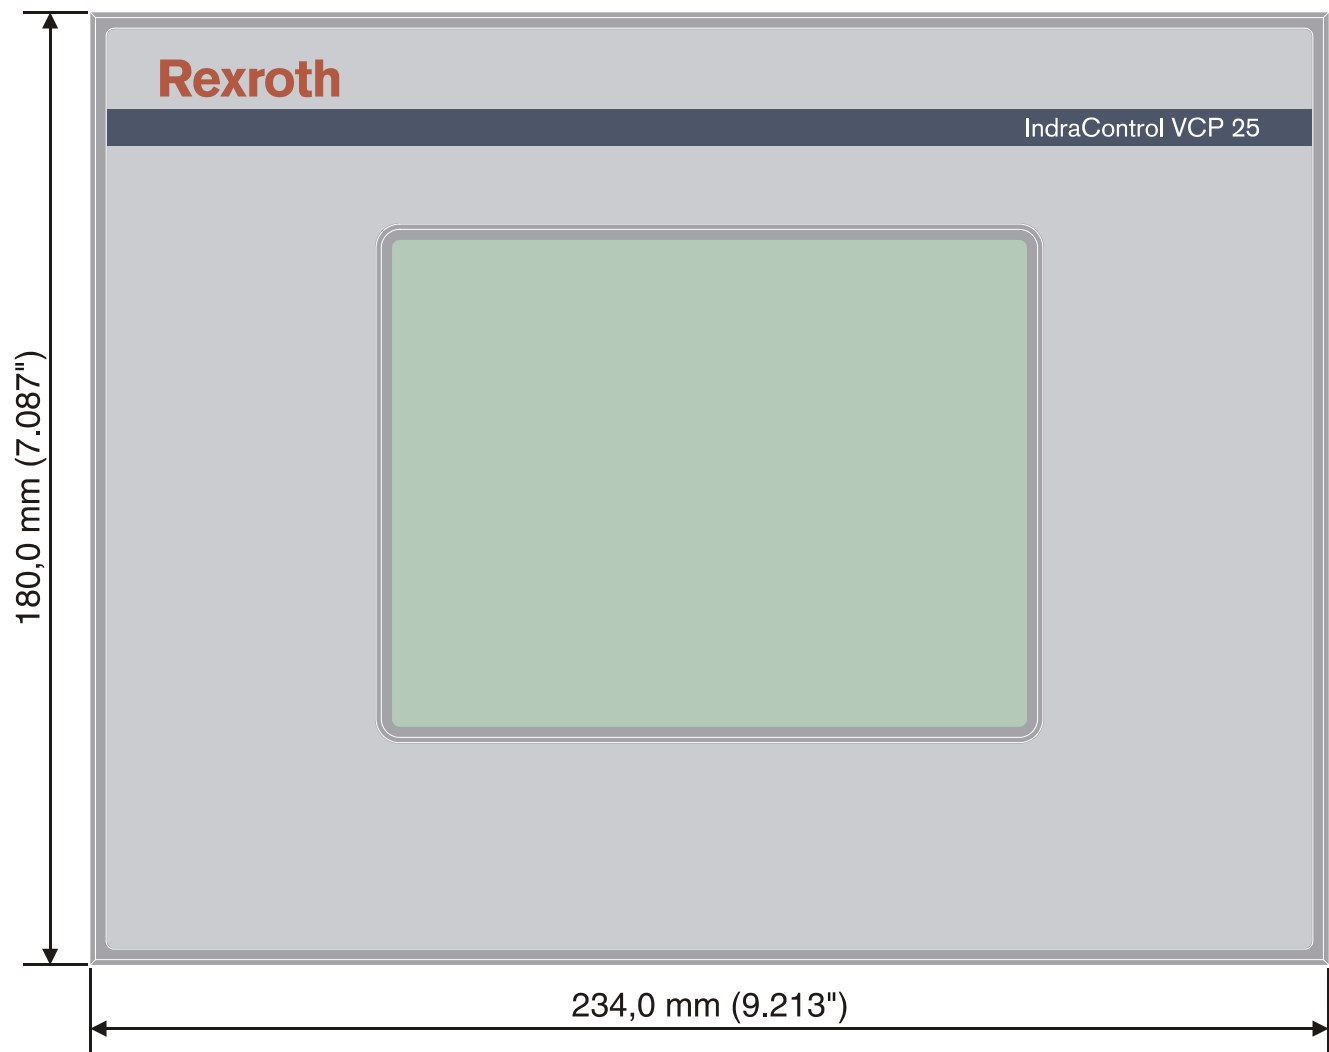 Rexroth
IndraControl VCP 25
180,0 mm (7.087")
234,0 mm (9.213")